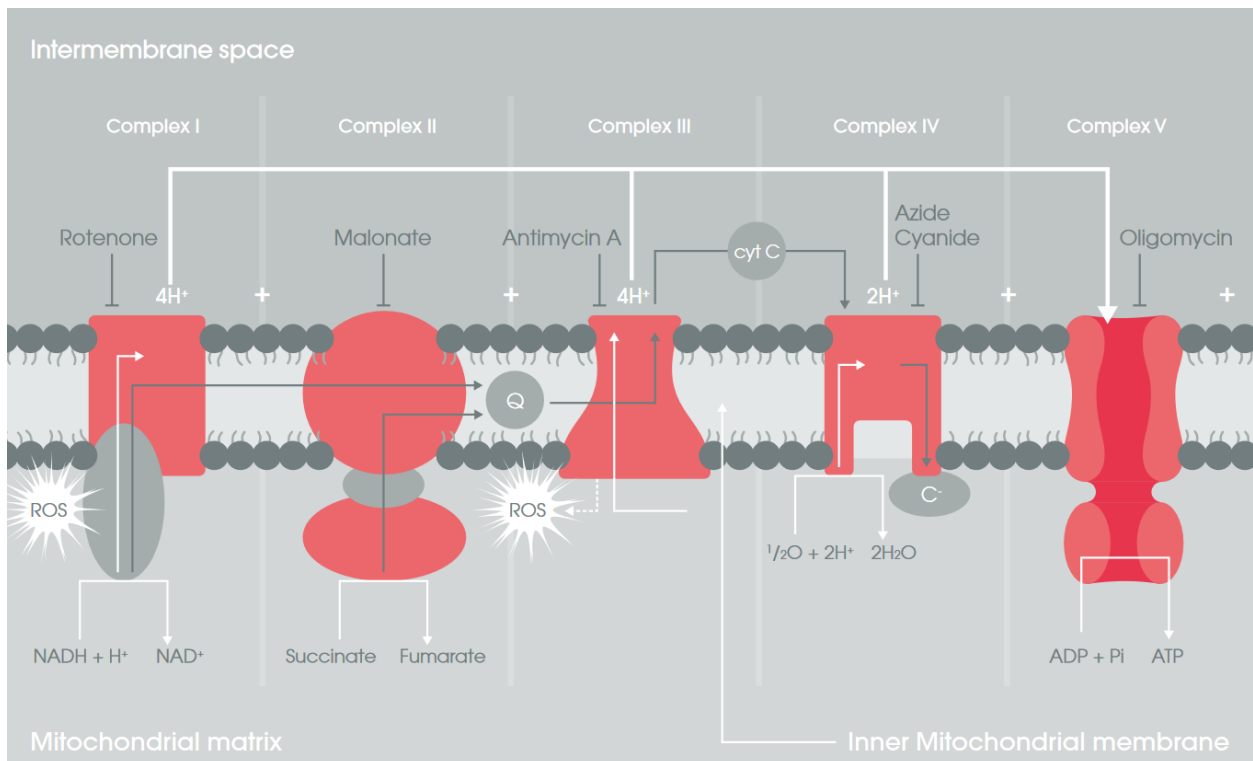 Intermembrane space
Complex I
Complex II
Complex III
Complex IV
Complex V
Rotenone
Malonate
Antimycin A
cyt C
Azide
Cyanide
Oligomycin
4H⁺
+
+
4H⁺
2H⁺
+
+
Q
ROS
ROS
C⁻
½O + 2H⁺
2H₂O
NADH + H⁺
NAD⁺
Succinate
Fumarate
ADP + Pi
ATP
Mitochondrial matrix
Inner Mitochondrial membrane